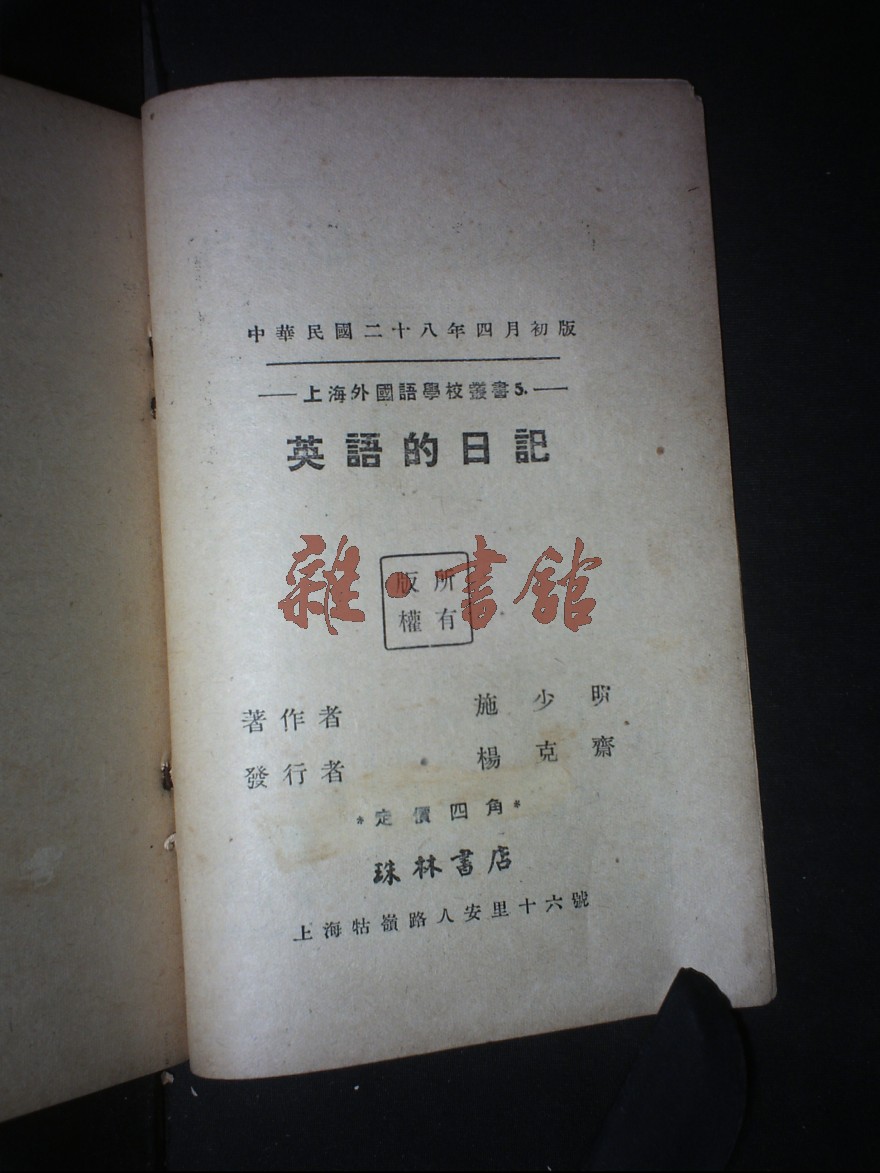 中華民國二十八年四月初版
上海外國語學校叢書5.
英語的日記
雜·書館
版 所
權 有
著作者 施少明
發行者 楊克齋
*定價四角*
珠林書店
上海牯嶺路人安里十六號